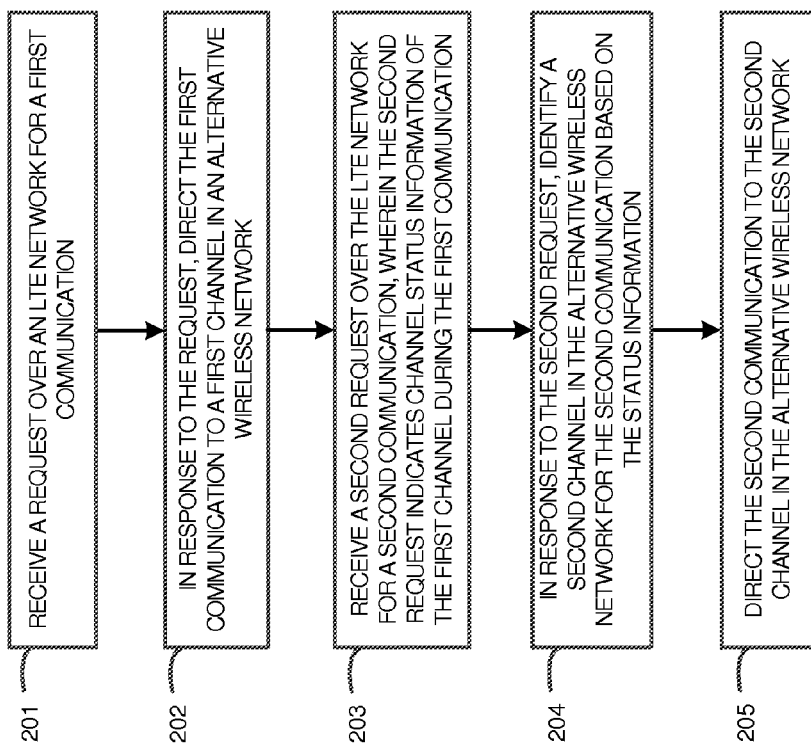 201
RECEIVE A REQUEST OVER AN LTE NETWORK FOR A FIRST
COMMUNICATION
202
IN RESPONSE TO THE REQUEST, DIRECT THE FIRST
COMMUNICATION TO A FIRST CHANNEL IN AN ALTERNATIVE
WIRELESS NETWORK
203
RECEIVE A SECOND REQUEST OVER THE LTE NETWORK
FOR A SECOND COMMUNICATION, WHEREIN THE SECOND
REQUEST INDICATES CHANNEL STATUS INFORMATION OF
THE FIRST CHANNEL DURING THE FIRST COMMUNICATION
204
IN RESPONSE TO THE SECOND REQUEST, IDENTIFY A
SECOND CHANNEL IN THE ALTERNATIVE WIRELESS
NETWORK FOR THE SECOND COMMUNICATION BASED ON
THE STATUS INFORMATION
205
DIRECT THE SECOND COMMUNICATION TO THE SECOND
CHANNEL IN THE ALTERNATIVE WIRELESS NETWORK